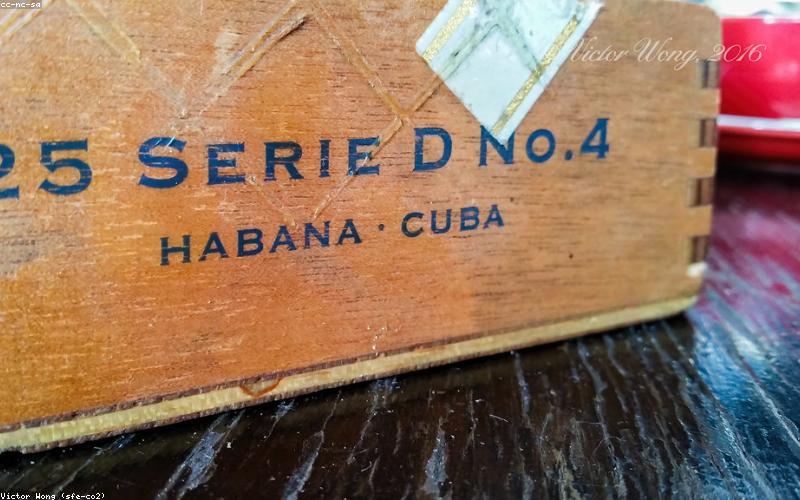 cc-nc-sa
Victor Wong, 2016
25 SERIE D No.4
HABANA · CUBA
Victor Wong (sfe-co2)